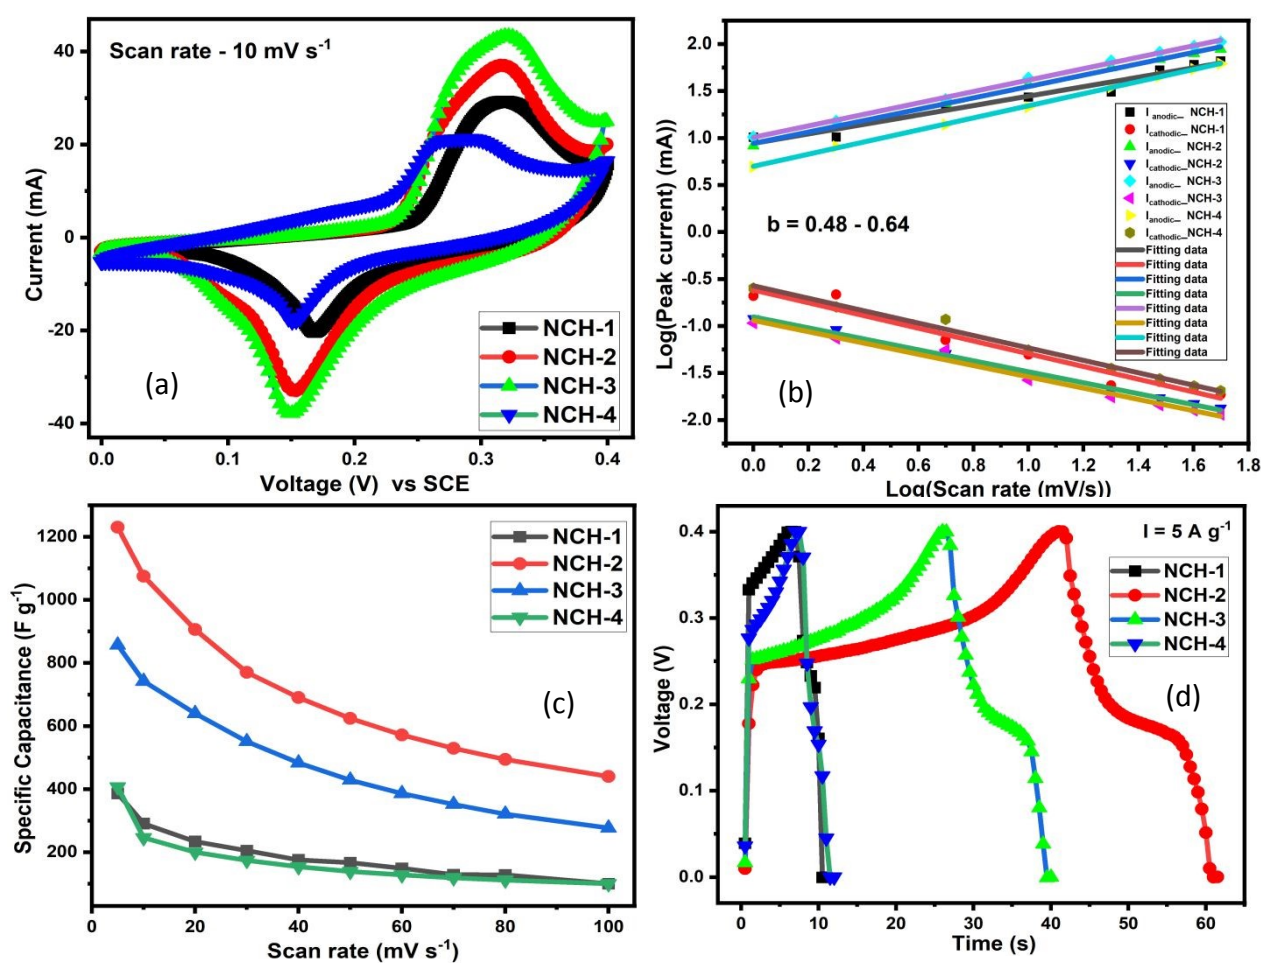 Scan rate - 10 mV s⁻¹
40
20
0
-20
-40
Current (mA)
(a)
NCH-1
NCH-2
NCH-3
NCH-4
0.0 0.1 0.2 0.3 0.4
Voltage (V) vs SCE
2.0
1.5
1.0
0.5
0.0
-0.5
-1.0
-1.5
-2.0
Log(Peak current) (mA)
b = 0.48 - 0.64
(b)
I anodic_ NCH-1
Icathodic_ NCH-1
Ianodic_ NCH-2
Icathodic_NCH-2
Ianodic_ NCH-3
Icathodic_ NCH-3
Ianodic_ NCH-4
Icathodic_NCH-4
Fitting data
Fitting data
Fitting data
Fitting data
Fitting data
Fitting data
Fitting data
Fitting data
0.0 0.2 0.4 0.6 0.8 1.0 1.2 1.4 1.6 1.8
Log(Scan rate (mV/s))
1200
1000
800
600
400
200
Specific Capacitance (F g⁻¹)
NCH-1
NCH-2
NCH-3
NCH-4
(c)
0 20 40 60 80 100
Scan rate (mV s⁻¹)
0.4
0.3
0.2
0.1
0.0
Voltage (V)
I = 5 A g⁻¹
NCH-1
NCH-2
NCH-3
NCH-4
(d)
0 10 20 30 40 50 60
Time (s)